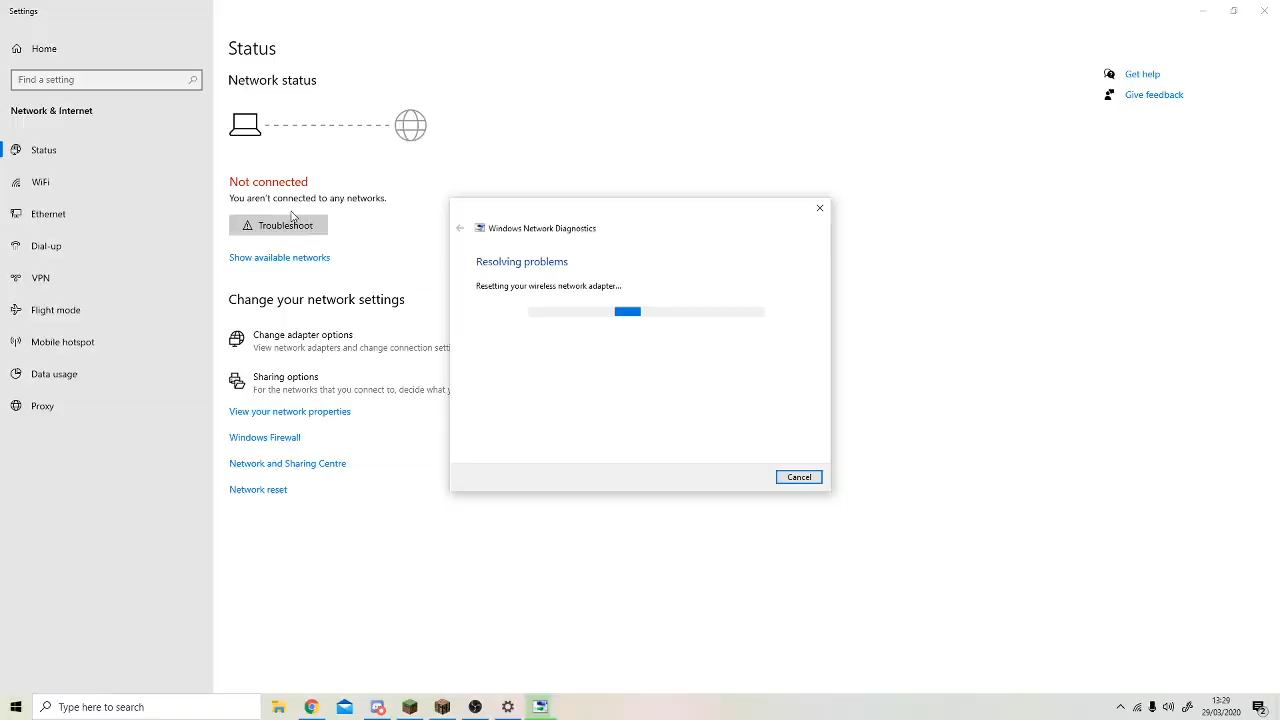 Settings
Home
Find a setting
Network & Internet
Status
WiFi
Ethernet
Dial-up
VPN
Flight mode
Mobile hotspot
Data usage
Proxy
Status
Network status
Not connected
You aren't connected to any networks.
Troubleshoot
Show available networks
Change your network settings
Change adapter options
View network adapters and change connection setti
Sharing options
For the networks that you connect to, decide what y
View your network properties
Windows Firewall
Network and Sharing Centre
Network reset
Get help
Give feedback
Windows Network Diagnostics
Resolving problems
Resetting your wireless network adapter...
Cancel
Type here to search
13:29
29/03/2020
2